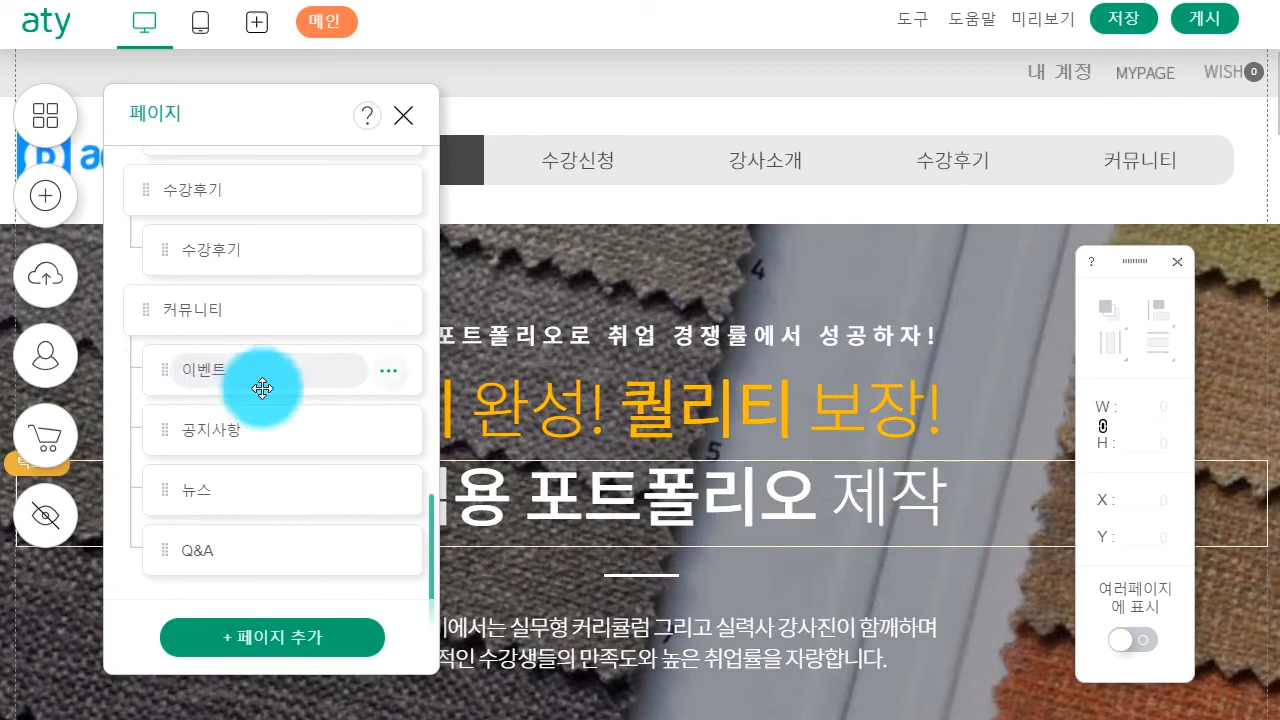 aty
메인
도구
도움말
미리보기
저장
게시
내 계정
MYPAGE
WISH
0
페이지
?
수강신청
강사소개
수강후기
커뮤니티
수강후기
수강후기
커뮤니티
이벤트
공지사항
뉴스
Q&A
+ 페이지 추가
4
5
포트폴리오로 취업 경쟁률에서 성공하자!
완성! 퀄리티 보장!
용 포트폴리오 제작
에서는 실무형 커리큘럼 그리고 실력사 강사진이 함께하며
적인 수강생들의 만족도와 높은 취업률을 자랑합니다.
?
W :
0
H :
0
X :
0
Y :
0
여러페이지
에 표시